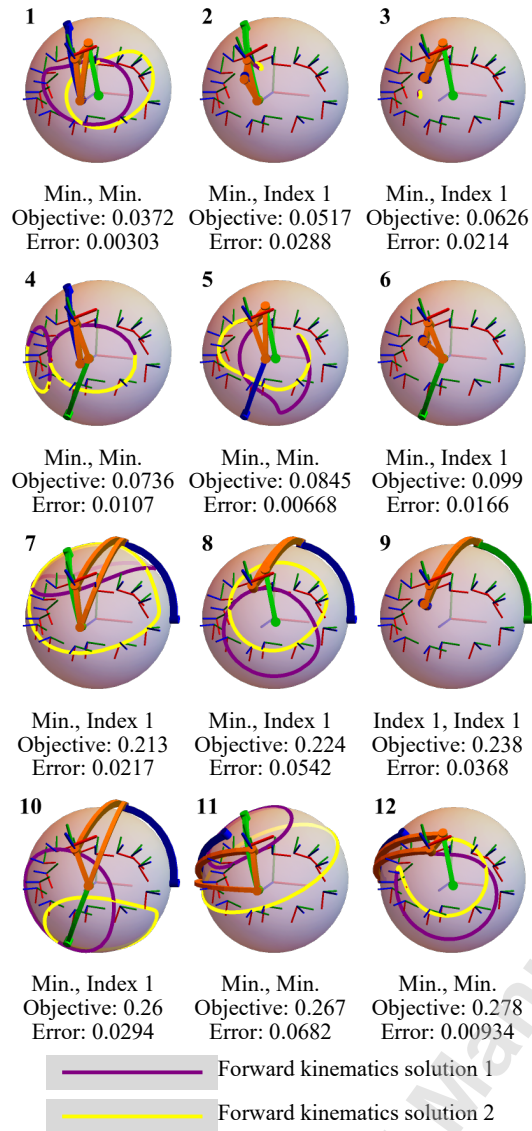 1 2 3
Min., Min. Min., Index 1 Min., Index 1
Objective: 0.0372 Objective: 0.0517 Objective: 0.0626
Error: 0.00303 Error: 0.0288 Error: 0.0214
4 5 6
Min., Min. Min., Min. Min., Index 1
Objective: 0.0736 Objective: 0.0845 Objective: 0.099
Error: 0.0107 Error: 0.00668 Error: 0.0166
7 8 9
Min., Index 1 Min., Index 1 Index 1, Index 1
Objective: 0.213 Objective: 0.224 Objective: 0.238
Error: 0.0217 Error: 0.0542 Error: 0.0368
10 11 12
Min., Index 1 Min., Min. Min., Min.
Objective: 0.26 Objective: 0.267 Objective: 0.278
Error: 0.0294 Error: 0.0682 Error: 0.00934
Forward kinematics solution 1
Forward kinematics solution 2